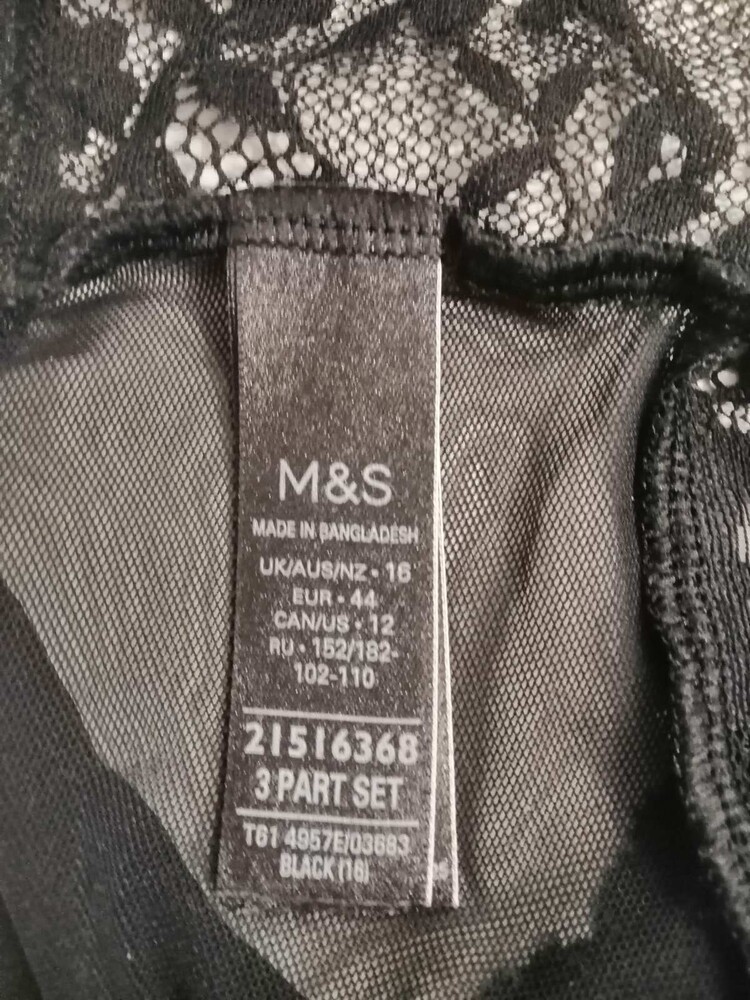 M&S
MADE IN BANGLADESH
UK/AUS/NZ • 16
EUR • 44
CAN/US • 12
RU • 152/182-
102-110
21516368
3 PART SET
T61 4957E/03683
BLACK (16)